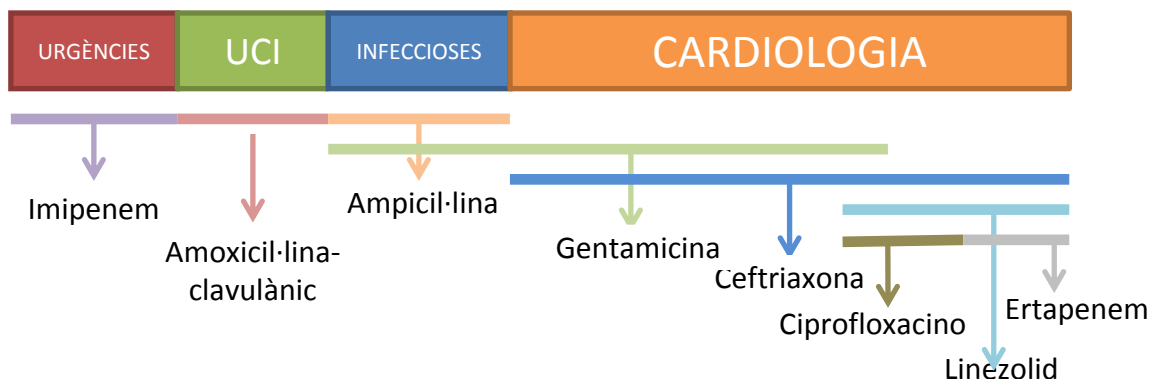 URGÈNCIES
UCI
INFECCIOSES
CARDIOLOGIA
Imipenem
Amoxicil·lina-
clavulànic
Ampicil·lina
Gentamicina
Ceftriaxona
Ciprofloxacino
Ertapenem
Linezolid